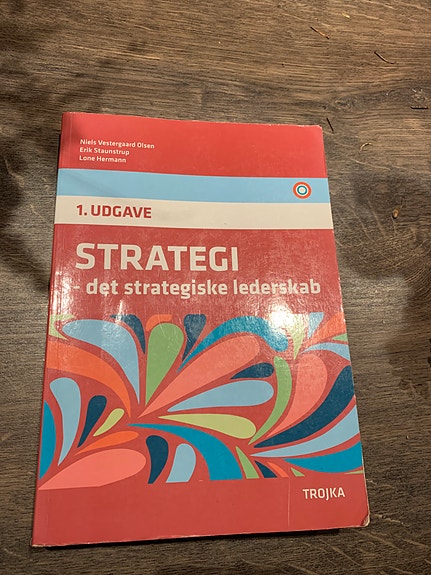 Niels Vestergaard Olsen
Erik Staunstrup
Lone Hermann
1. UDGAVE
STRATEGI
- det strategiske lederskab
TROJKA